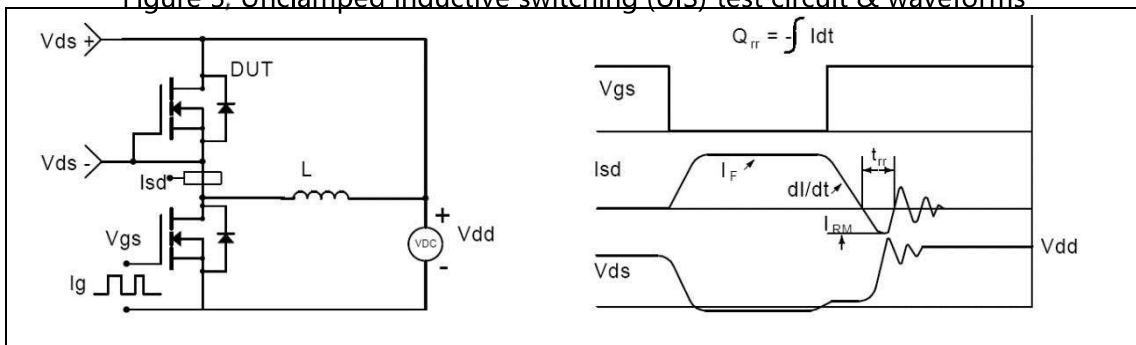 Figure 3, Unclamped inductive switching (UIS) test circuit & waveforms
Vds +
DUT
Vds -
Isd
L
Vgs
Ig
+
VDC
-
Vdd
Qrr = -∫ Idt
Vgs
Isd
IF
dI/dt
trr
IRM
Vds
Vdd